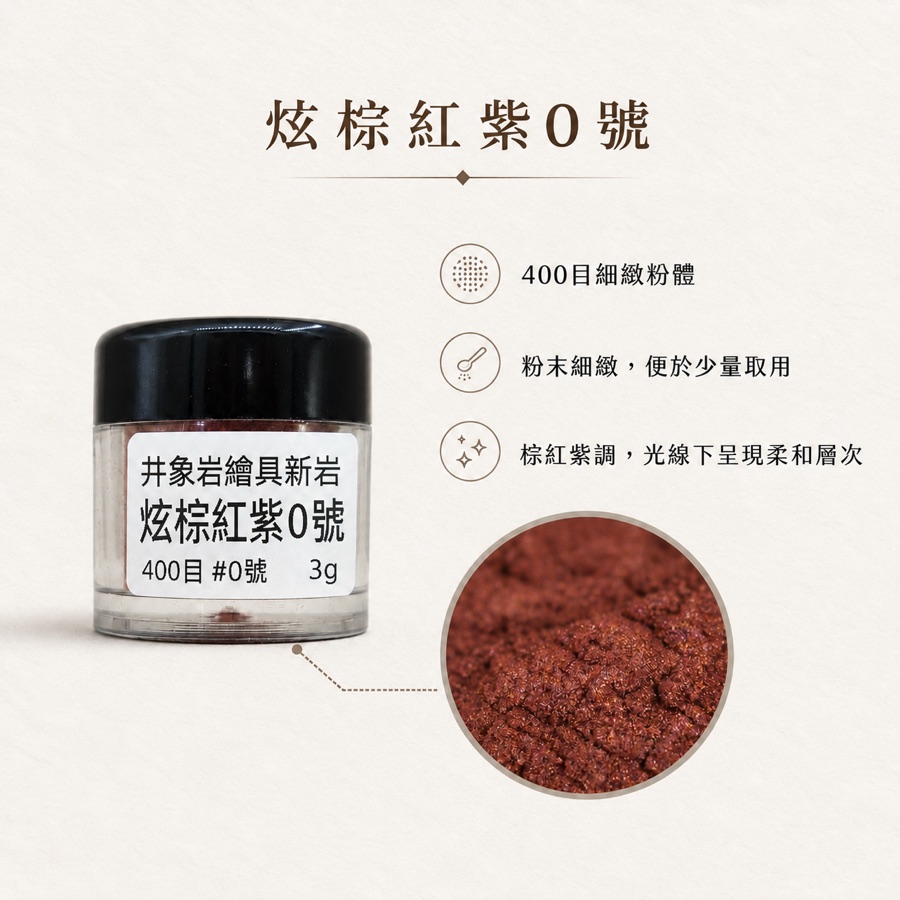 炫棕紅紫0號
400目細緻粉體
粉末細緻，便於少量取用
棕紅紫調，光線下呈現柔和層次
井象岩繪具新岩
炫棕紅紫0號
400目 #0號 3g